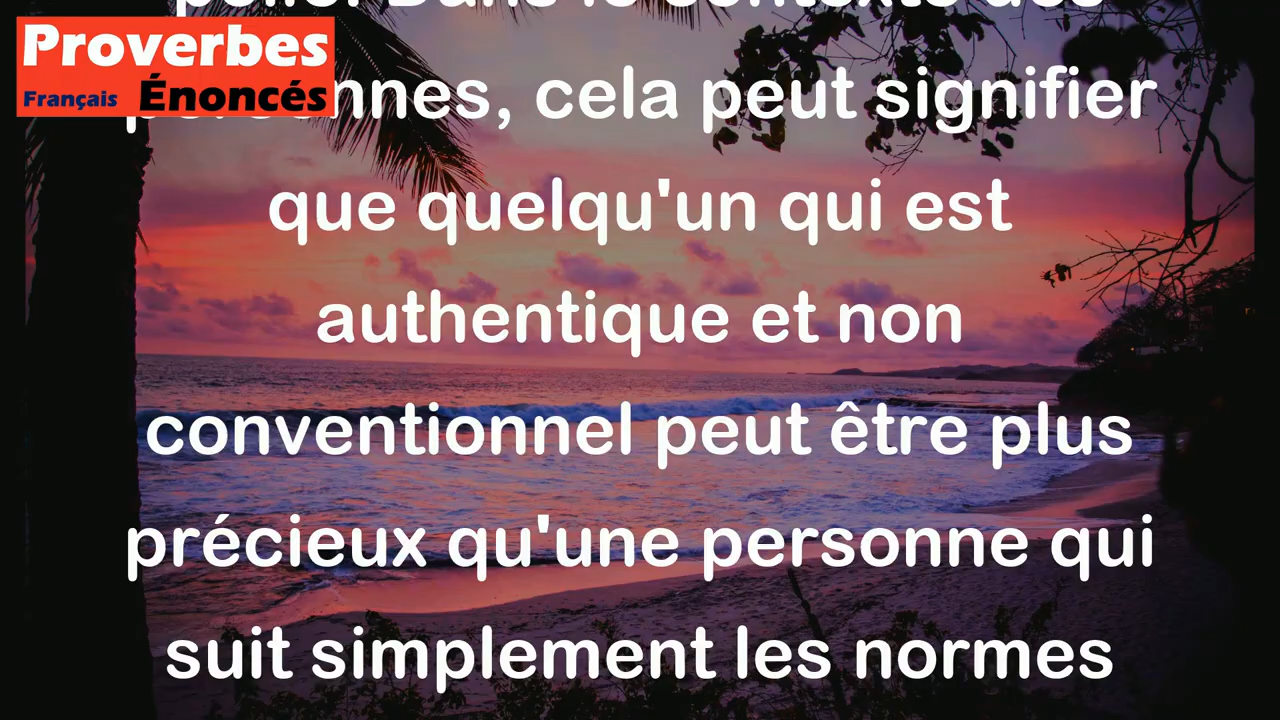 Proverbes
Français Énoncés
cela peut signifier
que quelqu'un qui est
authentique et non
conventionnel peut être plus
précieux qu'une personne qui
suit simplement les normes